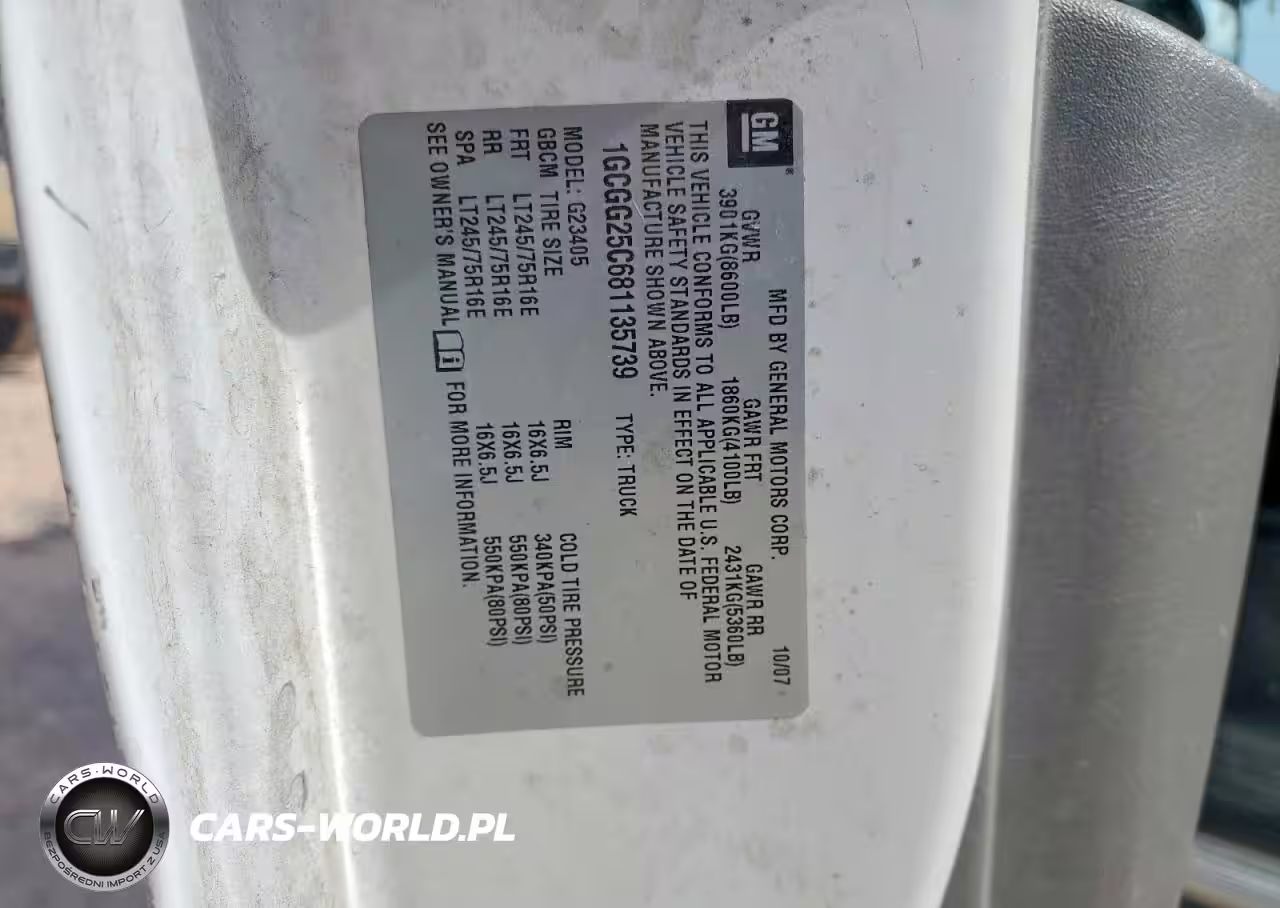 GM®
MFD BY GENERAL MOTORS CORP. 10/07
GVWR GAWR FRT GAWR RR
3901KG(8600LB) 1860KG(4100LB) 2431KG(5360LB)
THIS VEHICLE CONFORMS TO ALL APPLICABLE U.S. FEDERAL MOTOR
VEHICLE SAFETY STANDARDS IN EFFECT ON THE DATE OF
MANUFACTURE SHOWN ABOVE.
1GCGG25C681135739 TYPE: TRUCK
MODEL: G23405
GBCM TIRE SIZE RIM COLD TIRE PRESSURE
FRT LT245/75R16E 16X6.5J 340KPA(50PSI)
RR LT245/75R16E 16X6.5J 550KPA(80PSI)
SPA LT245/75R16E 16X6.5J 550KPA(80PSI)
SEE OWNER'S MANUAL i FOR MORE INFORMATION.
CARS-WORLD
CW
BEZPOŚREDNI IMPORT Z USA
CARS-WORLD.PL